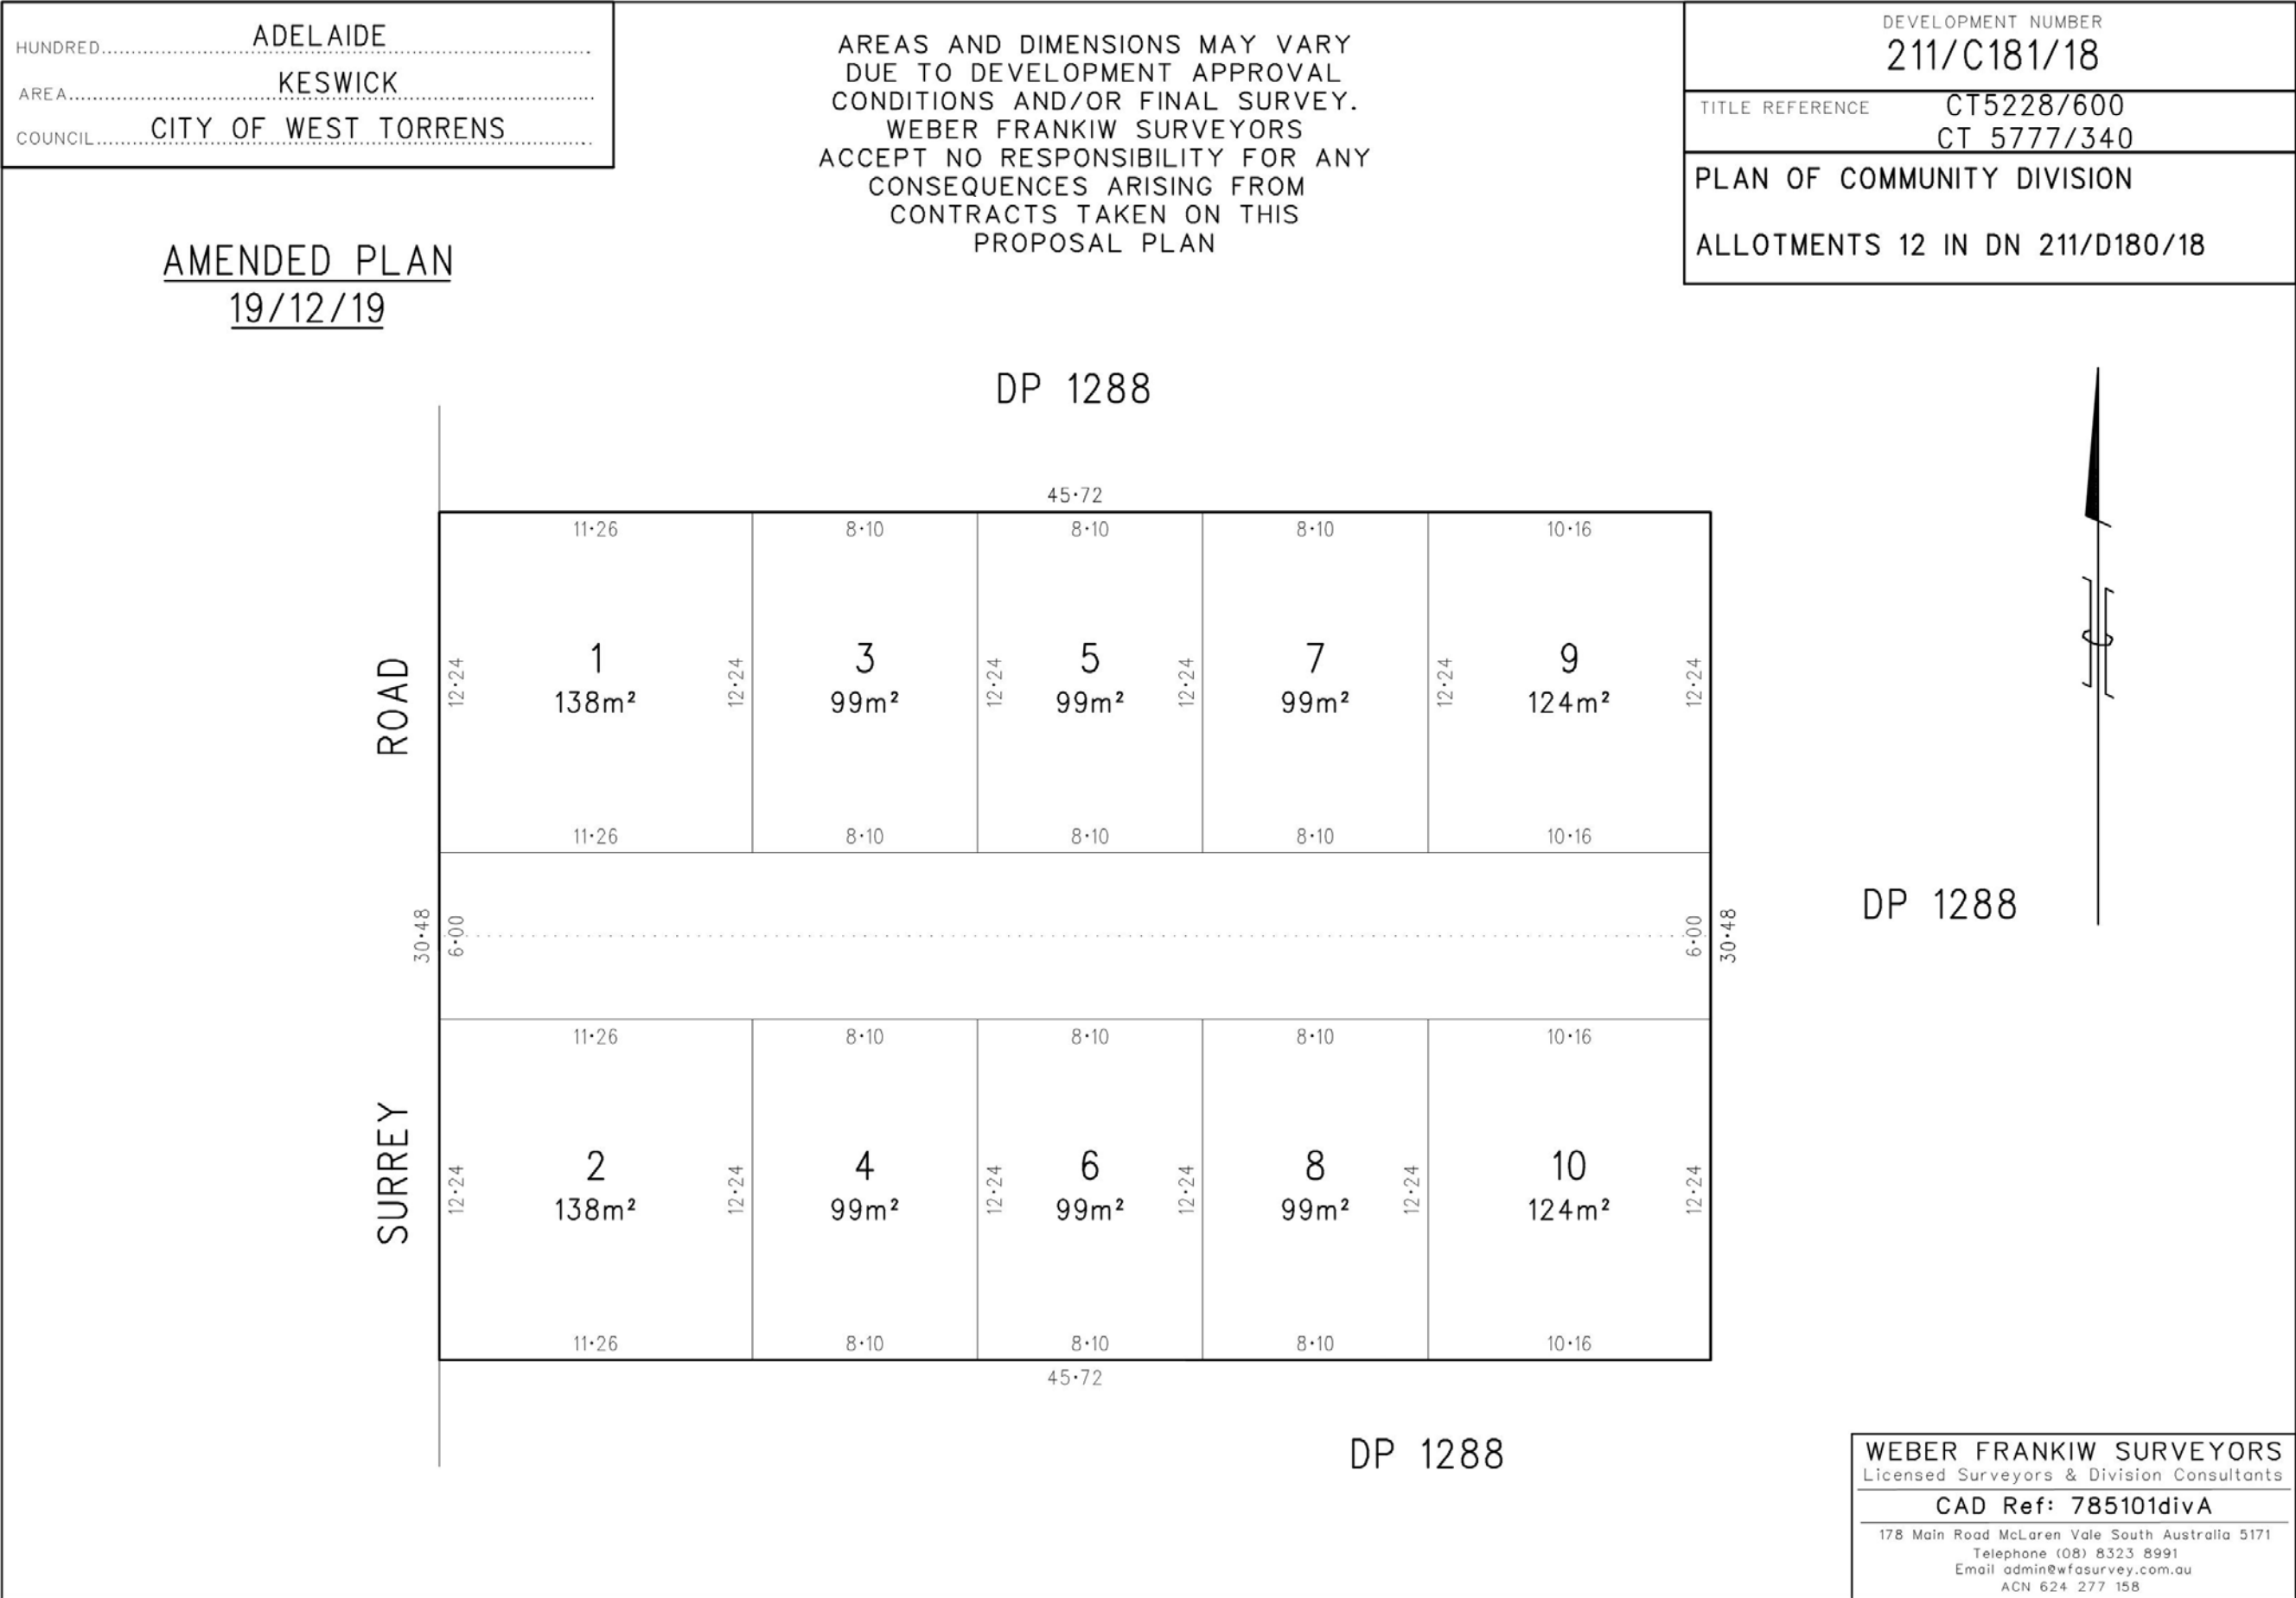 HUNDRED ADELAIDE
AREA KESWICK
COUNCIL CITY OF WEST TORRENS
AMENDED PLAN
19/12/19
AREAS AND DIMENSIONS MAY VARY
DUE TO DEVELOPMENT APPROVAL
CONDITIONS AND/OR FINAL SURVEY.
WEBER FRANKIW SURVEYORS
ACCEPT NO RESPONSIBILITY FOR ANY
CONSEQUENCES ARISING FROM
CONTRACTS TAKEN ON THIS
PROPOSAL PLAN
DEVELOPMENT NUMBER
211/C181/18
TITLE REFERENCE CT5228/600
CT 5777/340
PLAN OF COMMUNITY DIVISION
ALLOTMENTS 12 IN DN 211/D180/18
DP 1288
45·72
11·26 8·10 8·10 8·10 10·16
1 3 5 7 9
138m² 99m² 99m² 99m² 124m²
12·24 12·24 12·24 12·24 12·24 12·24
ROAD
11·26 8·10 8·10 8·10 10·16
30·48 6·00 6·00 30·48
DP 1288
11·26 8·10 8·10 8·10 10·16
2 4 6 8 10
138m² 99m² 99m² 99m² 124m²
12·24 12·24 12·24 12·24 12·24 12·24
SURREY
11·26 8·10 8·10 8·10 10·16
45·72
DP 1288
WEBER FRANKIW SURVEYORS
Licensed Surveyors & Division Consultants
CAD Ref: 785101divA
178 Main Road McLaren Vale South Australia 5171
Telephone (08) 8323 8991
Email admin@wfasurvey.com.au
ACN 624 277 158